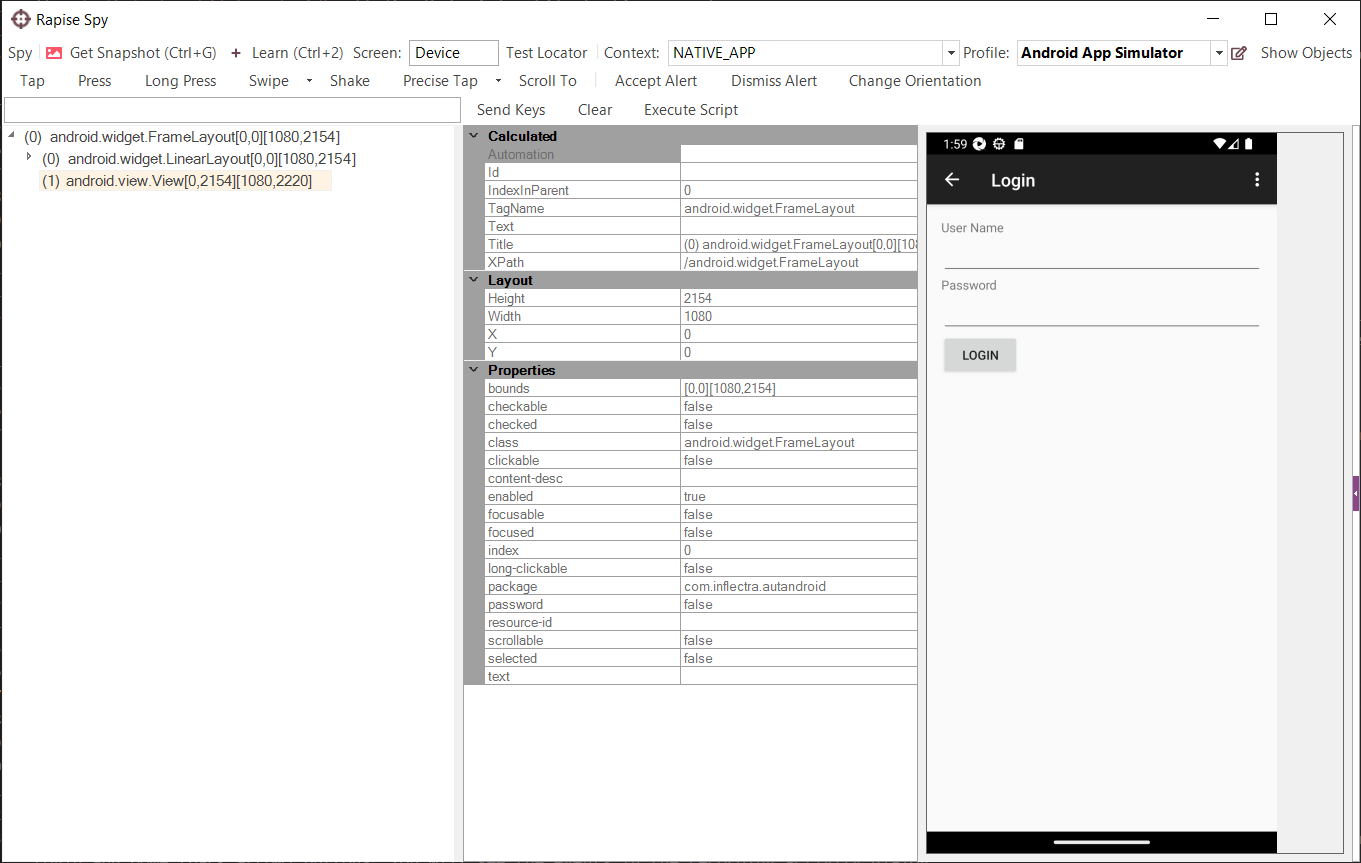 Rapise Spy
Spy Get Snapshot (Ctrl+G) + Learn (Ctrl+2) Screen: Device Test Locator Context: NATIVE_APP Profile: Android App Simulator Show Objects
Tap Press Long Press Swipe Shake Precise Tap Scroll To Accept Alert Dismiss Alert Change Orientation
Send Keys Clear Execute Script
(0) android.widget.FrameLayout[0,0][1080,2154]
(0) android.widget.LinearLayout[0,0][1080,2154]
(1) android.view.View[0,2154][1080,2220]
Calculated
Automation
Id
IndexInParent 0
TagName android.widget.FrameLayout
Text
Title (0) android.widget.FrameLayout[0,0][108
XPath /android.widget.FrameLayout
Layout
Height 2154
Width 1080
X 0
Y 0
Properties
bounds [0,0][1080,2154]
checkable false
checked false
class android.widget.FrameLayout
clickable false
content-desc
enabled true
focusable false
focused false
index 0
long-clickable false
package com.inflectra.autandroid
password false
resource-id
scrollable false
selected false
text
1:59
Login
User Name
Password
LOGIN